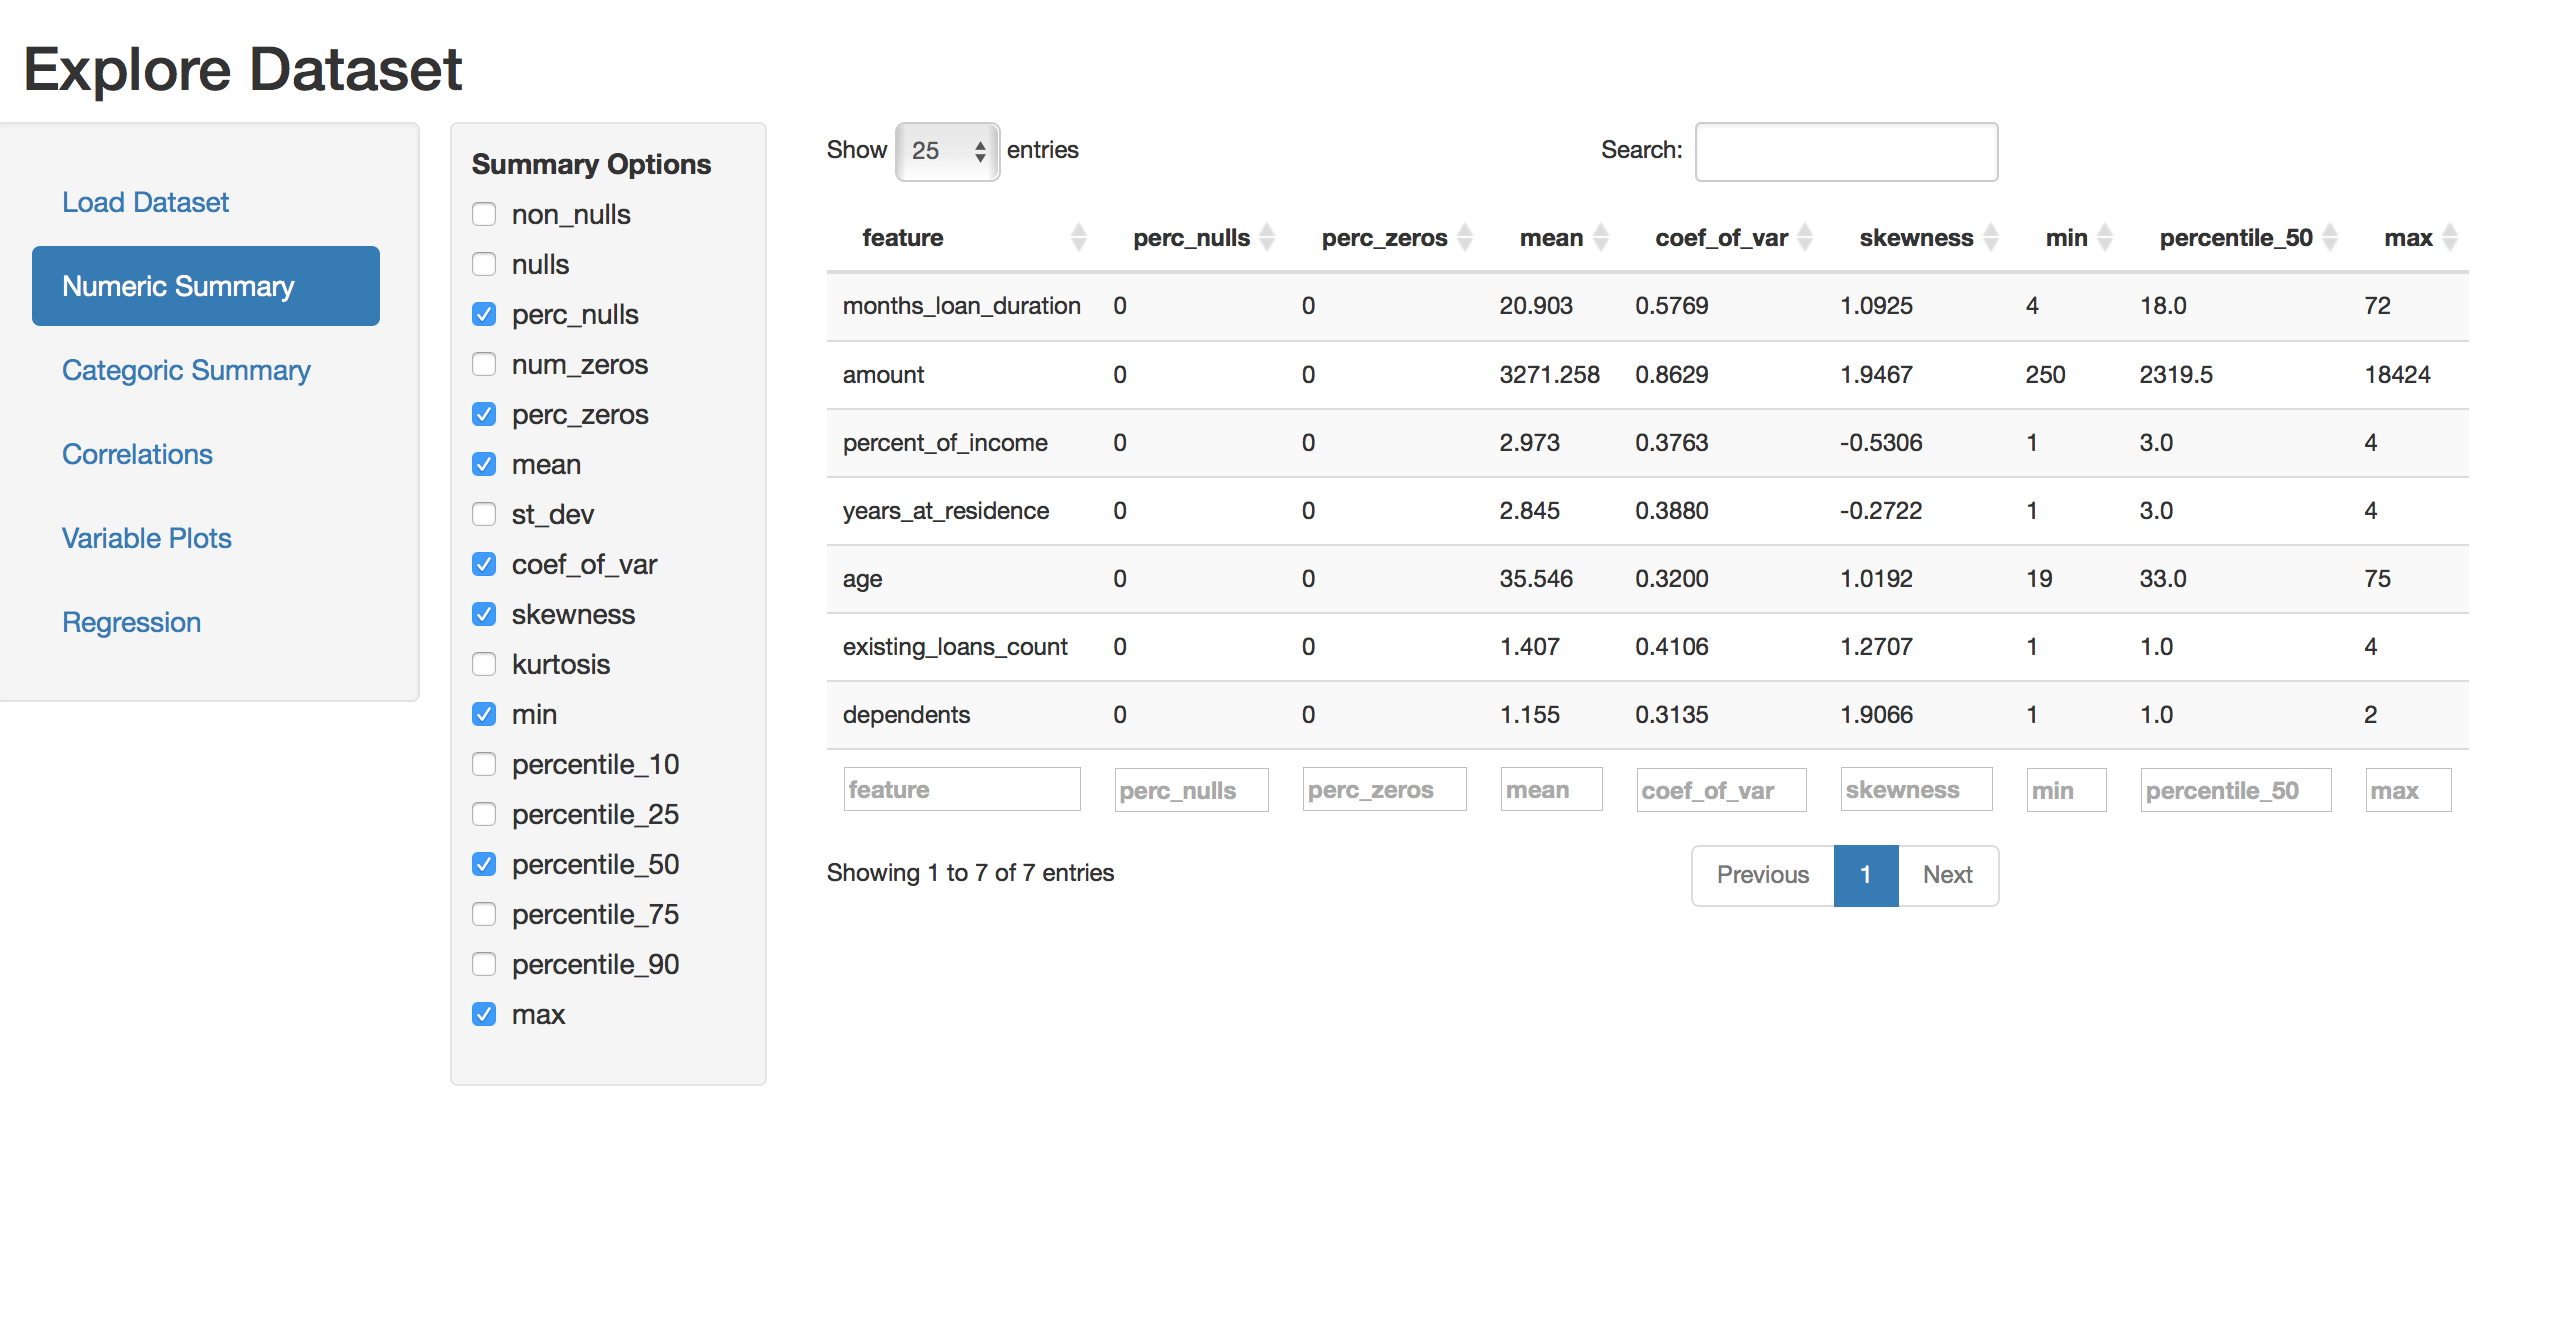 Explore Dataset
Load Dataset
Numeric Summary
Categoric Summary
Correlations
Variable Plots
Regression
Summary Options
non_nulls
nulls
perc_nulls
num_zeros
perc_zeros
mean
st_dev
coef_of_var
skewness
kurtosis
min
percentile_10
percentile_25
percentile_50
percentile_75
percentile_90
max
Show 25 entries Search:
feature perc_nulls perc_zeros mean coef_of_var skewness min percentile_50 max
months_loan_duration 0 0 20.903 0.5769 1.0925 4 18.0 72
amount 0 0 3271.258 0.8629 1.9467 250 2319.5 18424
percent_of_income 0 0 2.973 0.3763 -0.5306 1 3.0 4
years_at_residence 0 0 2.845 0.3880 -0.2722 1 3.0 4
age 0 0 35.546 0.3200 1.0192 19 33.0 75
existing_loans_count 0 0 1.407 0.4106 1.2707 1 1.0 4
dependents 0 0 1.155 0.3135 1.9066 1 1.0 2
feature perc_nulls perc_zeros mean coef_of_var skewness min percentile_50 max
Showing 1 to 7 of 7 entries Previous 1 Next